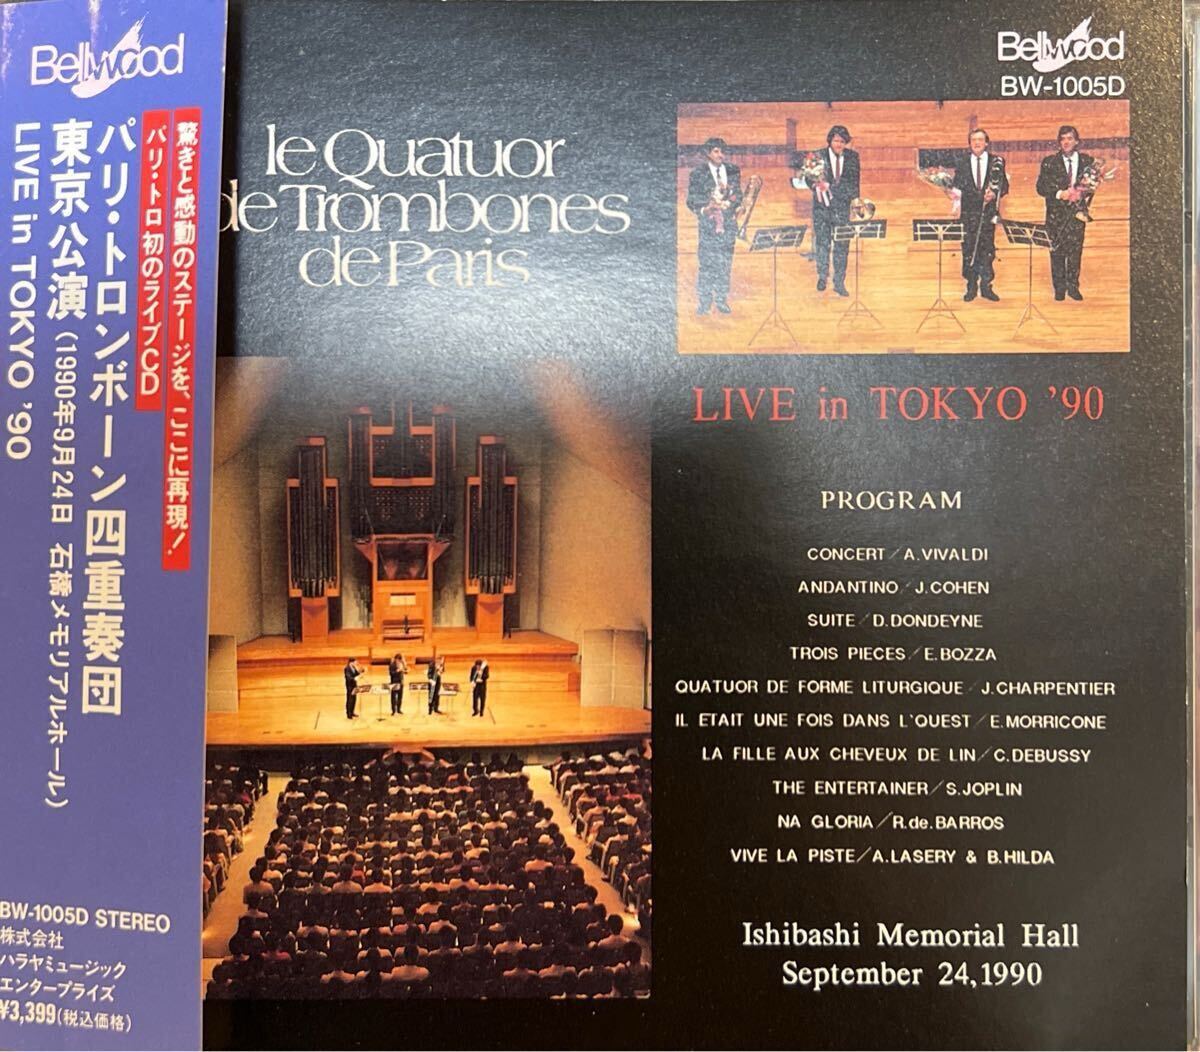 Bellwood
驚きと感動のステージを、ここに再現!
パリ・トロ初のライブCD
パリ・トロンボーン四重奏団
東京公演(1990年9月24日 石橋メモリアルホール)
LIVE in TOKYO '90
BW-1005D STEREO
株式会社
ハラヤミュージック
エンタープライズ
¥3,399(税込価格)
le Quatuor
de Trombones
de Paris
Bellwood
BW-1005D
LIVE in TOKYO '90
PROGRAM
CONCERT/A.VIVALDI
ANDANTINO/J.COHEN
SUITE/D.DONDEYNE
TROIS PIECES/E.BOZZA
QUATUOR DE FORME LITURGIQUE/J.CHARPENTIER
IL ETAIT UNE FOIS DANS L'OUEST/E.MORRICONE
LA FILLE AUX CHEVEUX DE LIN/C.DEBUSSY
THE ENTERTAINER/S.JOPLIN
NA GLORIA/R.de.BARROS
VIVE LA PISTE/A.LASERY & B.HILDA
Ishibashi Memorial Hall
September 24,1990